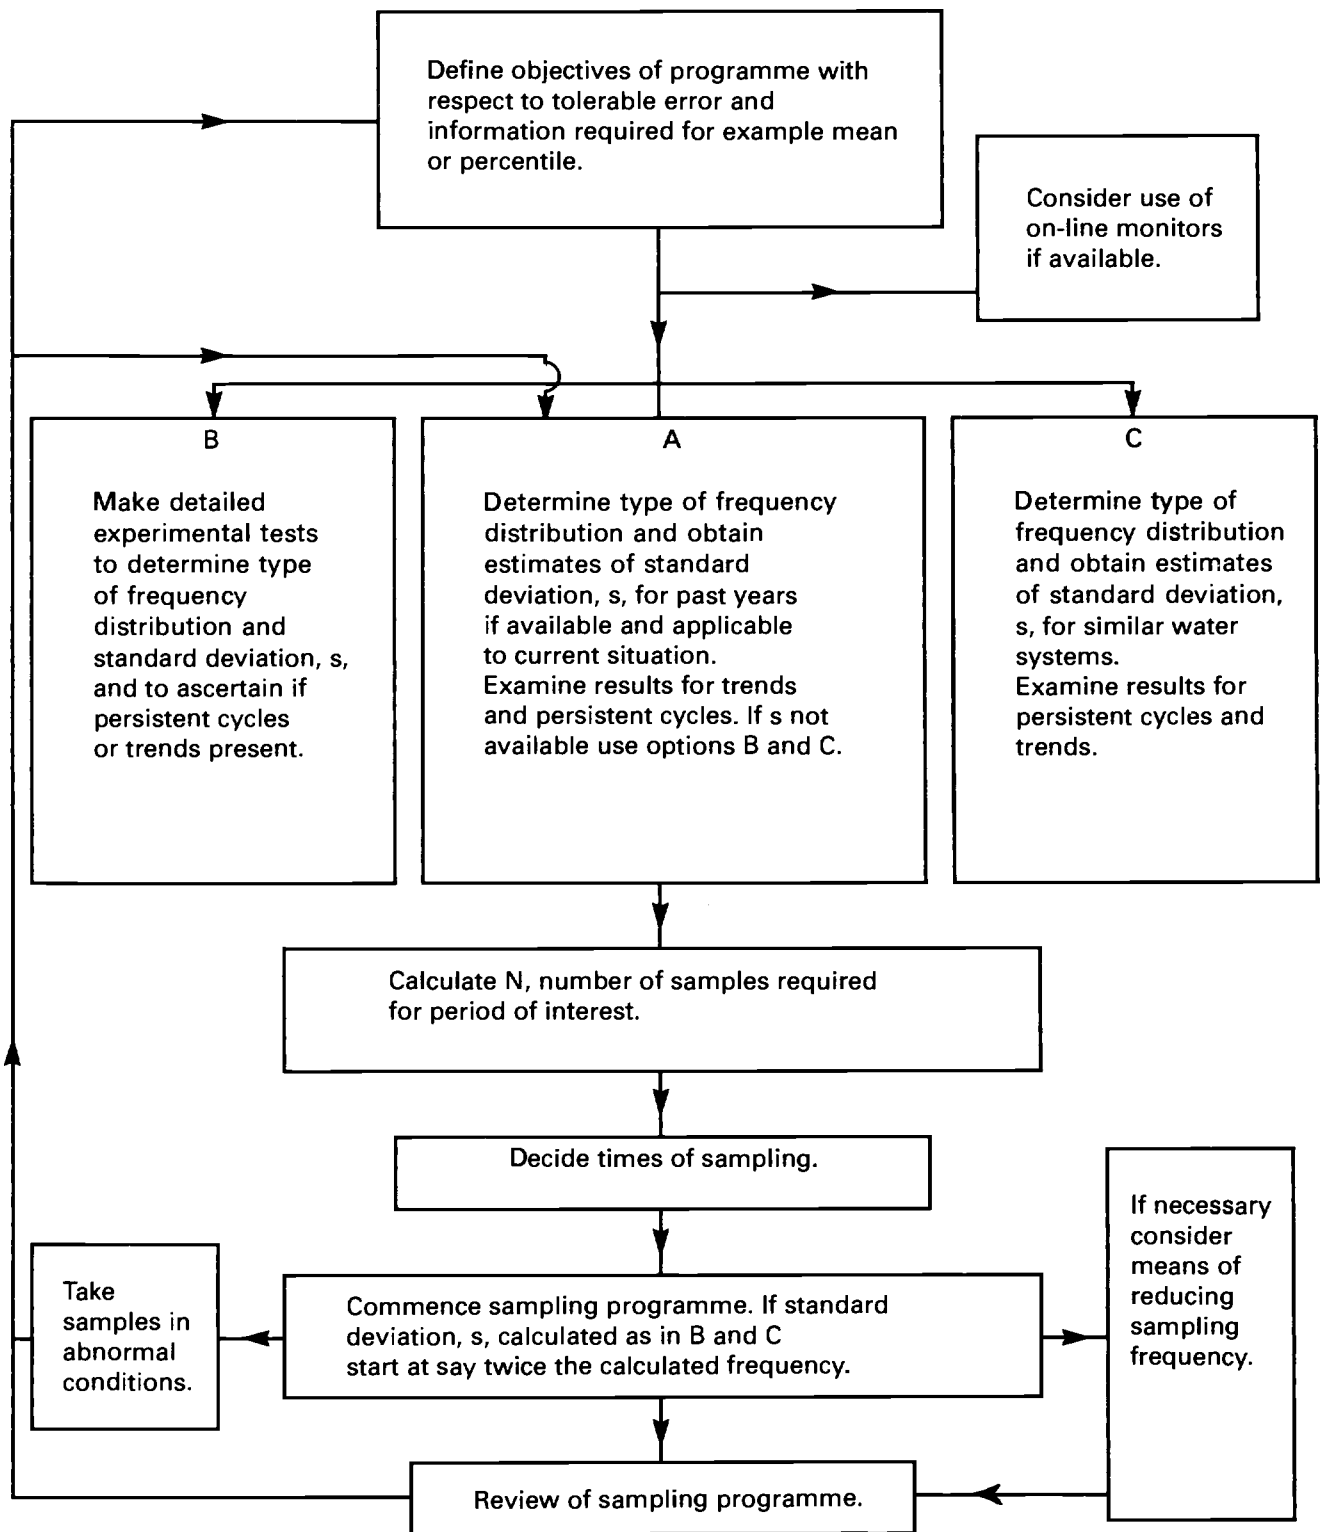 Define objectives of programme with
respect to tolerable error and
information required for example mean
or percentile.
Consider use of
on-line monitors
if available.
B
Make detailed
experimental tests
to determine type
of frequency
distribution and
standard deviation, s,
and to ascertain if
persistent cycles
or trends present.
A
Determine type of frequency
distribution and obtain
estimates of standard
deviation, s, for past years
if available and applicable
to current situation.
Examine results for trends
and persistent cycles. If s not
available use options B and C.
C
Determine type of
frequency distribution
and obtain estimates
of standard deviation,
s, for similar water
systems.
Examine results for
persistent cycles and
trends.
Calculate N, number of samples required
for period of interest.
Decide times of sampling.
Take
samples in
abnormal
conditions.
Commence sampling programme. If standard
deviation, s, calculated as in B and C
start at say twice the calculated frequency.
If necessary
consider
means of
reducing
sampling
frequency.
Review of sampling programme.